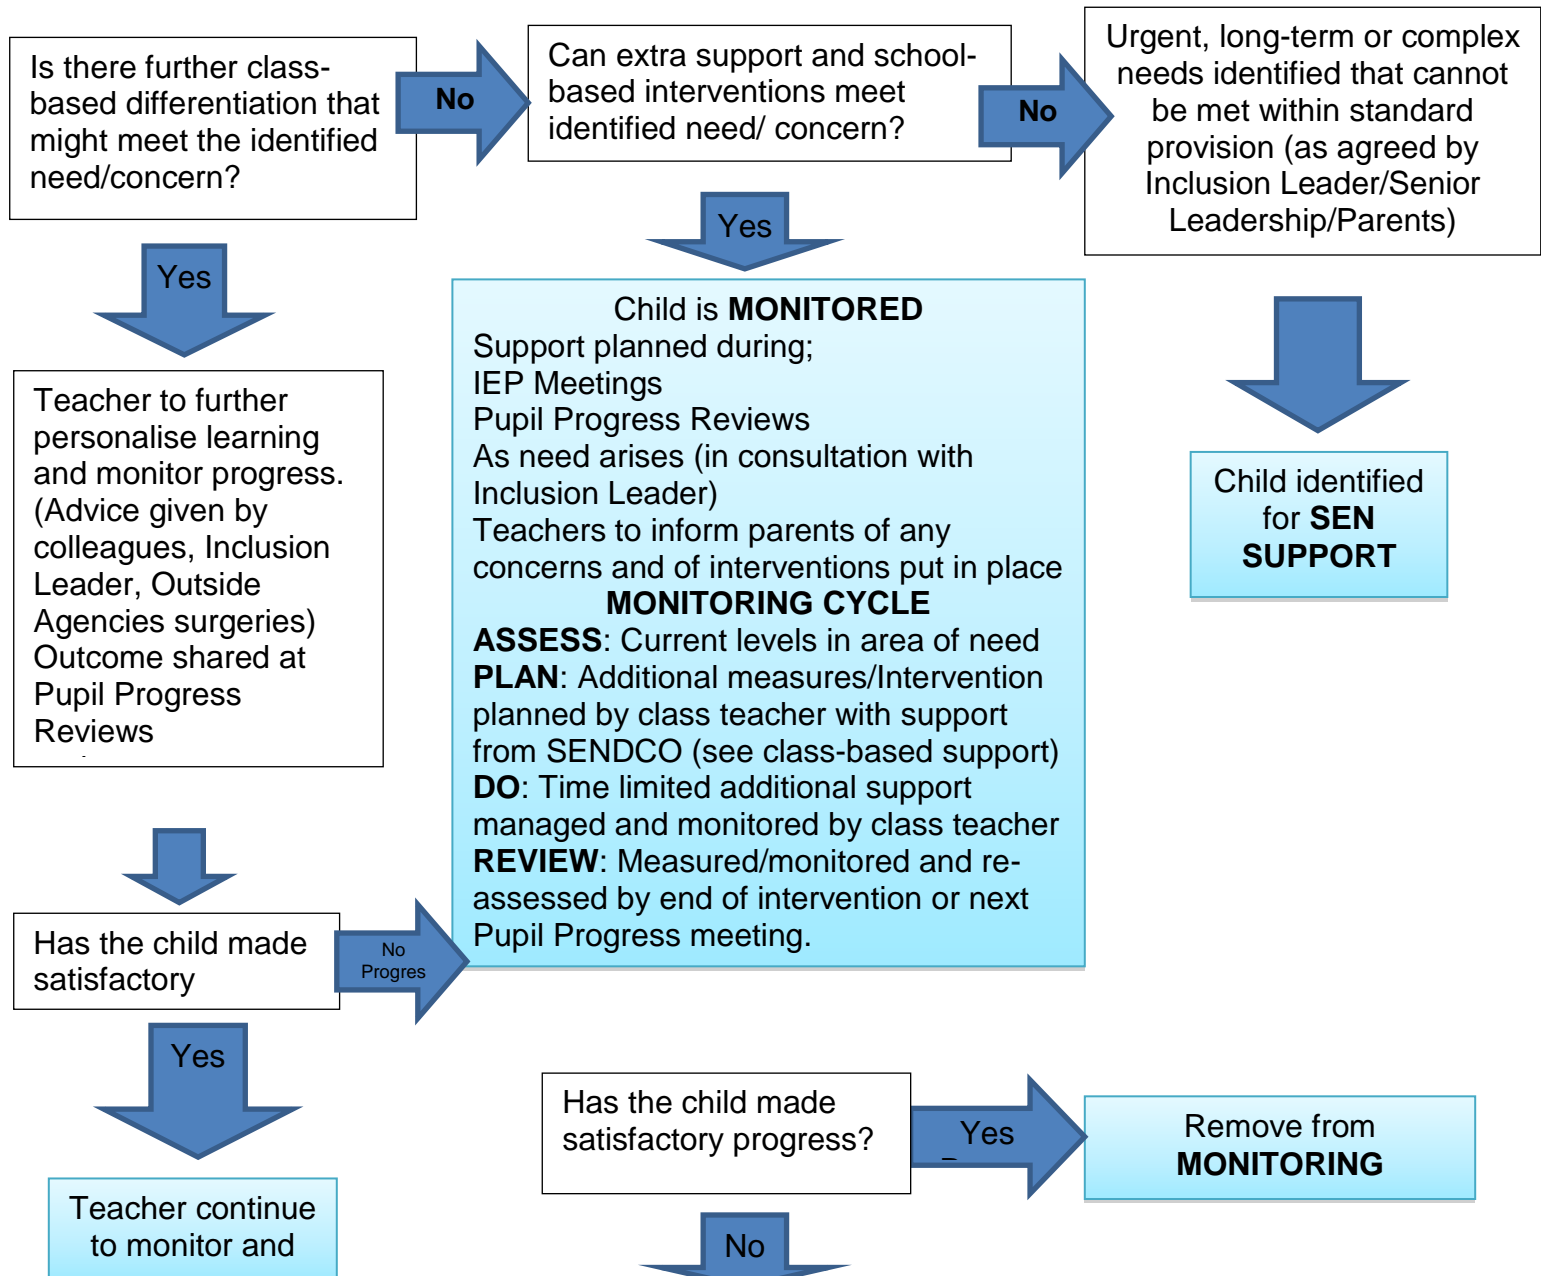 Is there further class-
based differentiation that
might meet the identified
need/concern?
No
Can extra support and school-
based interventions meet
identified need/ concern?
No
Urgent, long-term or complex
needs identified that cannot
be met within standard
provision (as agreed by
Inclusion Leader/Senior
Leadership/Parents)
Yes
Yes
Teacher to further
personalise learning
and monitor progress.
(Advice given by
colleagues, Inclusion
Leader, Outside
Agencies surgeries)
Outcome shared at
Pupil Progress
Reviews
Child is MONITORED
Support planned during;
IEP Meetings
Pupil Progress Reviews
As need arises (in consultation with
Inclusion Leader)
Teachers to inform parents of any
concerns and of interventions put in place
MONITORING CYCLE
ASSESS: Current levels in area of need
PLAN: Additional measures/Intervention
planned by class teacher with support
from SENDCO (see class-based support)
DO: Time limited additional support
managed and monitored by class teacher
REVIEW: Measured/monitored and re-
assessed by end of intervention or next
Pupil Progress meeting.
Child identified
for SEN
SUPPORT
Has the child made
satisfactory
No
Progres
Yes
Has the child made
satisfactory progress?
Yes
Remove from
MONITORING
Teacher continue
to monitor and
No